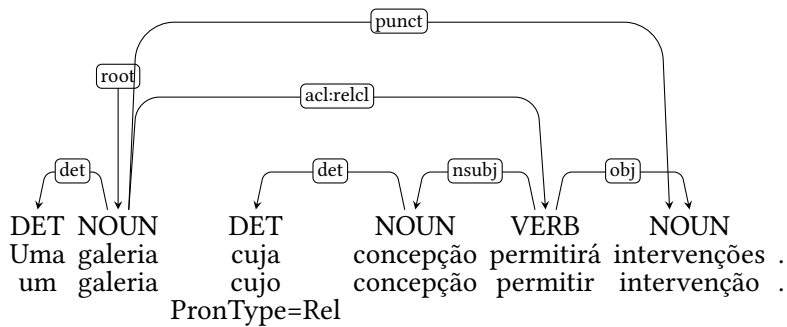 punct
root
acl:relcl
det det nsubj obj
DET NOUN DET NOUN VERB NOUN
Uma galeria cuja concepção permitirá intervenções .
um galeria cujo concepção permitir intervenção .
PronType=Rel